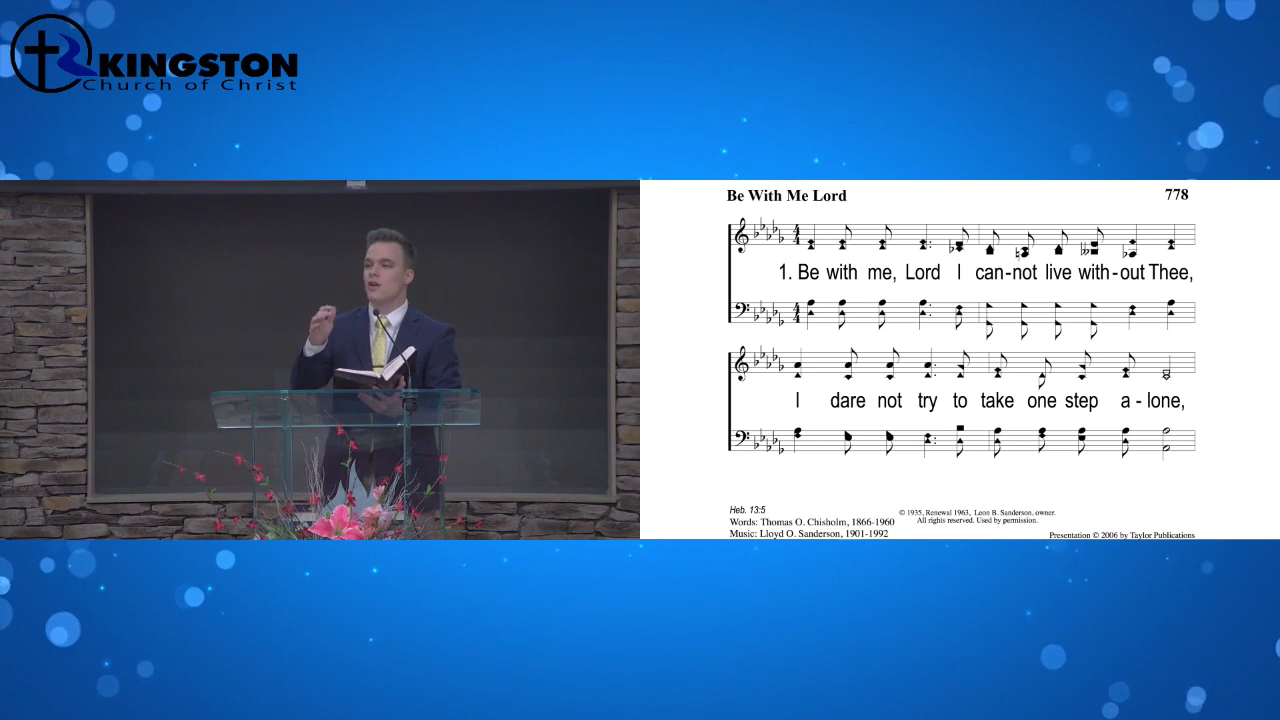 KINGSTON
Church of Christ
Be With Me Lord
778
1. Be with me, Lord I can-not live with-out Thee,
I dare not try to take one step a-lone,
Heb. 13:5
Words: Thomas O. Chisholm, 1866-1960
Music: Lloyd O. Sanderson, 1901-1992
© 1935, Renewal 1963, Leon B. Sanderson, owner.
All rights reserved. Used by permission.
Presentation © 2006 by Taylor Publications